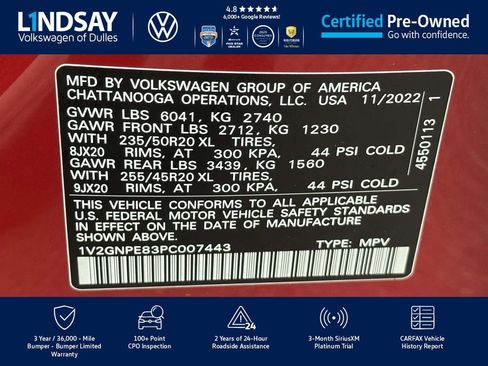 LINDSAY
Volkswagen of Dulles
4.8 ★★★★★
6,000+ Google Reviews!
Certified Pre-Owned
Go with confidence.
MFD BY VOLKSWAGEN GROUP OF AMERICA
CHATTANOOGA OPERATIONS, LLC. USA 11/2022
GVWR LBS 6041, KG 2740
GAWR FRONT LBS 2712, KG 1230
WITH 235/50R20 XL TIRES,
8JX20 RIMS, AT 300 KPA, 44 PSI COLD
GAWR REAR LBS 3439, KG 1560
WITH 255/45R20 XL TIRES,
9JX20 RIMS, AT 300 KPA, 44 PSI COLD
THIS VEHICLE CONFORMS TO ALL APPLICABLE
U.S. FEDERAL MOTOR VEHICLE SAFETY STANDARDS
IN EFFECT ON THE DATE OF MANUFACTURE
SHOWN ABOVE.
1V2GNPE83PC007443 TYPE: MPV
4550113 1
3 Year / 36,000 - Mile
Bumper - Bumper Limited
Warranty
100+ Point
CPO Inspection
24
2 Years of 24-Hour
Roadside Assistance
3-Month SiriusXM
Platinum Trial
CARFAX Vehicle
History Report